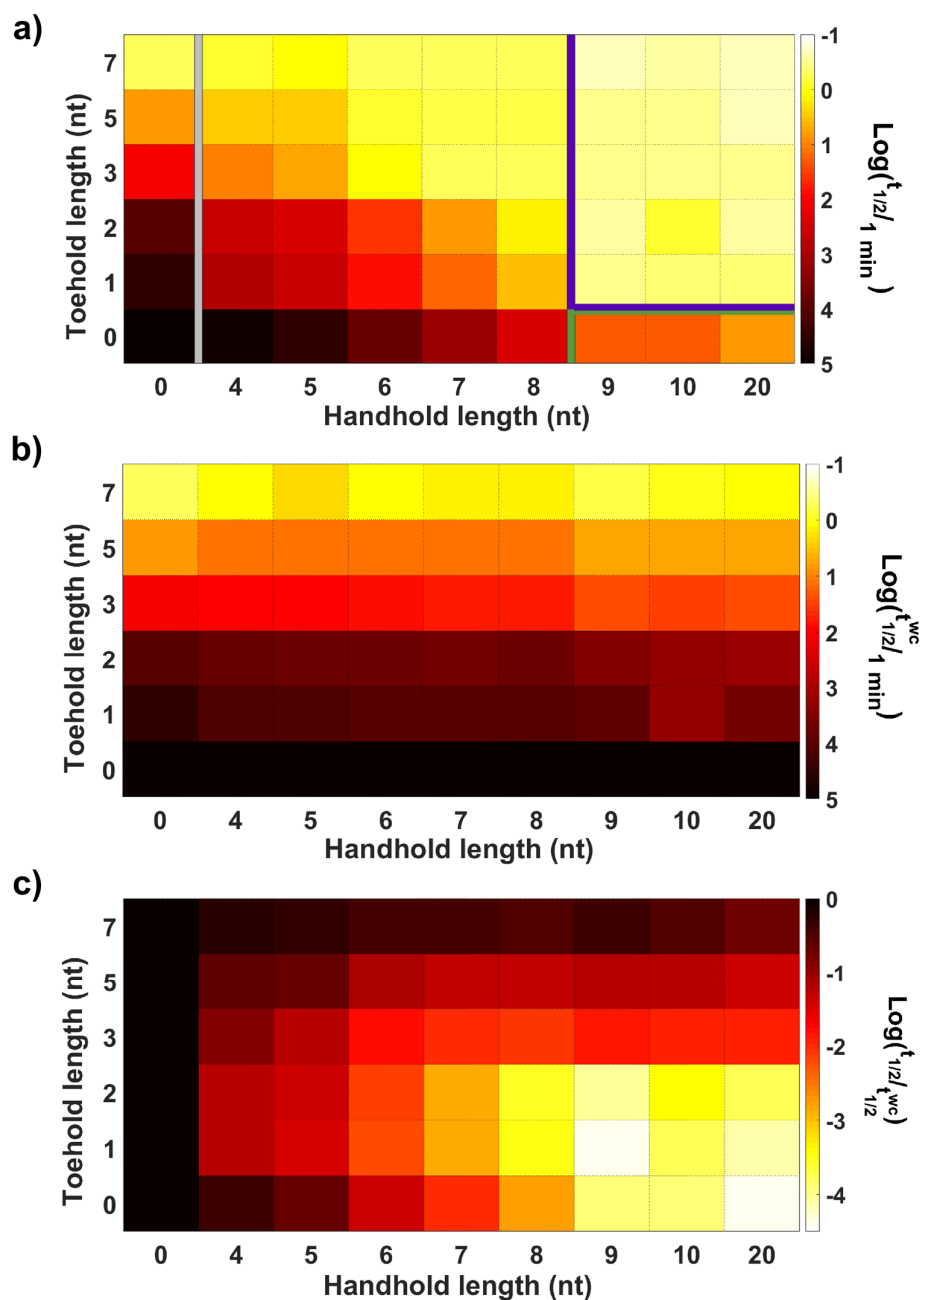 a)
Toehold length (nt)
7
5
3
2
1
0
0 4 5 6 7 8 9 10 20
Handhold length (nt)
-1
0
1
2
3
4
5
Log(t1/2/1 min)
b)
Toehold length (nt)
7
5
3
2
1
0
0 4 5 6 7 8 9 10 20
Handhold length (nt)
-1
0
1
2
3
4
5
Log(t1/2wc/1 min)
c)
Toehold length (nt)
7
5
3
2
1
0
0 4 5 6 7 8 9 10 20
Handhold length (nt)
0
-1
-2
-3
-4
Log(t1/2/t1/2wc)